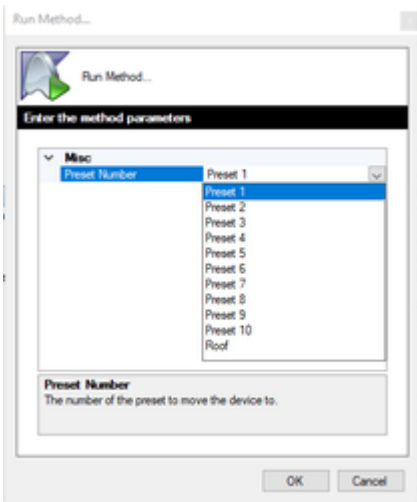 Run Method...
Run Method...
Enter the method parameters
Misc
Preset Number Preset 1
Preset 1
Preset 2
Preset 3
Preset 4
Preset 5
Preset 6
Preset 7
Preset 8
Preset 9
Preset 10
Roof
Preset Number
The number of the preset to move the device to.
OK Cancel